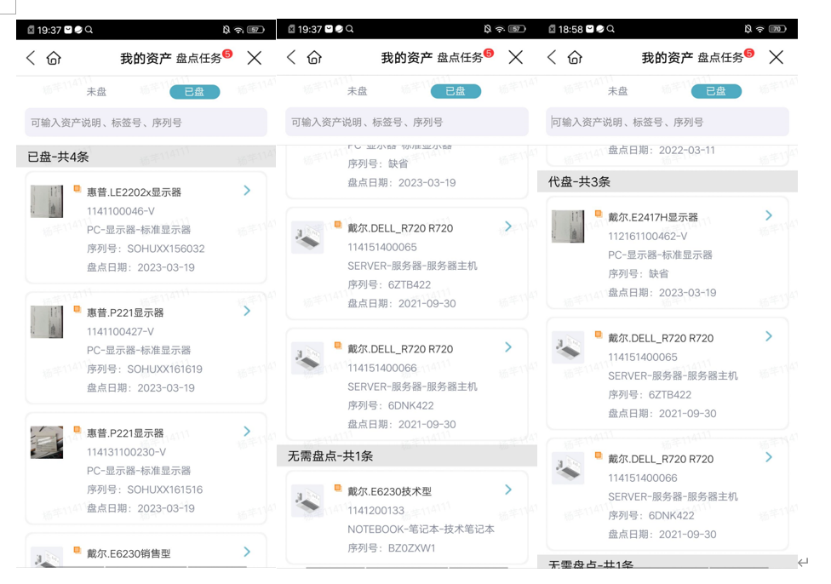 19:37
57
我的资产 盘点任务
5
未盘
已盘
可输入资产说明、标签号、序列号
已盘-共4条
惠普.LE2202x显示器
1141100046-V
PC-显示器-标准显示器
序列号：SOHUXX156032
盘点日期：2023-03-19
惠普.P221显示器
1141100427-V
PC-显示器-标准显示器
序列号：SOHUXX161619
盘点日期：2023-03-19
惠普.P221显示器
114131100230-V
PC-显示器-标准显示器
序列号：SOHUXX161516
盘点日期：2023-03-19
戴尔.E6230销售型
19:37
57
我的资产 盘点任务
5
未盘
已盘
可输入资产说明、标签号、序列号
PC-显示器-标准显示器
序列号：缺省
盘点日期：2023-03-19
戴尔.DELL_R720 R720
114151400065
SERVER-服务器-服务器主机
序列号：6ZTB422
盘点日期：2021-09-30
戴尔.DELL_R720 R720
114151400066
SERVER-服务器-服务器主机
序列号：6DNK422
盘点日期：2021-09-30
无需盘点-共1条
戴尔.E6230技术型
1141200133
NOTEBOOK-笔记本-技术笔记本
序列号：BZ0ZXW1
18:58
70
我的资产 盘点任务
5
未盘
已盘
可输入资产说明、标签号、序列号
盘点日期：2022-03-11
代盘-共3条
戴尔.E2417H显示器
112161100462-V
PC-显示器-标准显示器
序列号：缺省
盘点日期：2023-03-19
戴尔.DELL_R720 R720
114151400065
SERVER-服务器-服务器主机
序列号：6ZTB422
盘点日期：2021-09-30
戴尔.DELL_R720 R720
114151400066
SERVER-服务器-服务器主机
序列号：6DNK422
盘点日期：2021-09-30
无需盘点-共1条